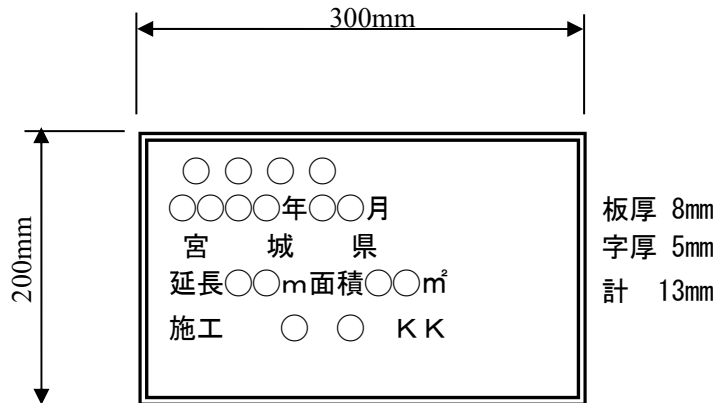 300mm
200mm
○ ○ ○ ○
○○○○年○○月
宮 城 県
延長○○m面積○○㎡
施工 ○ ○ KK
板厚 8mm
字厚 5mm
計 13mm